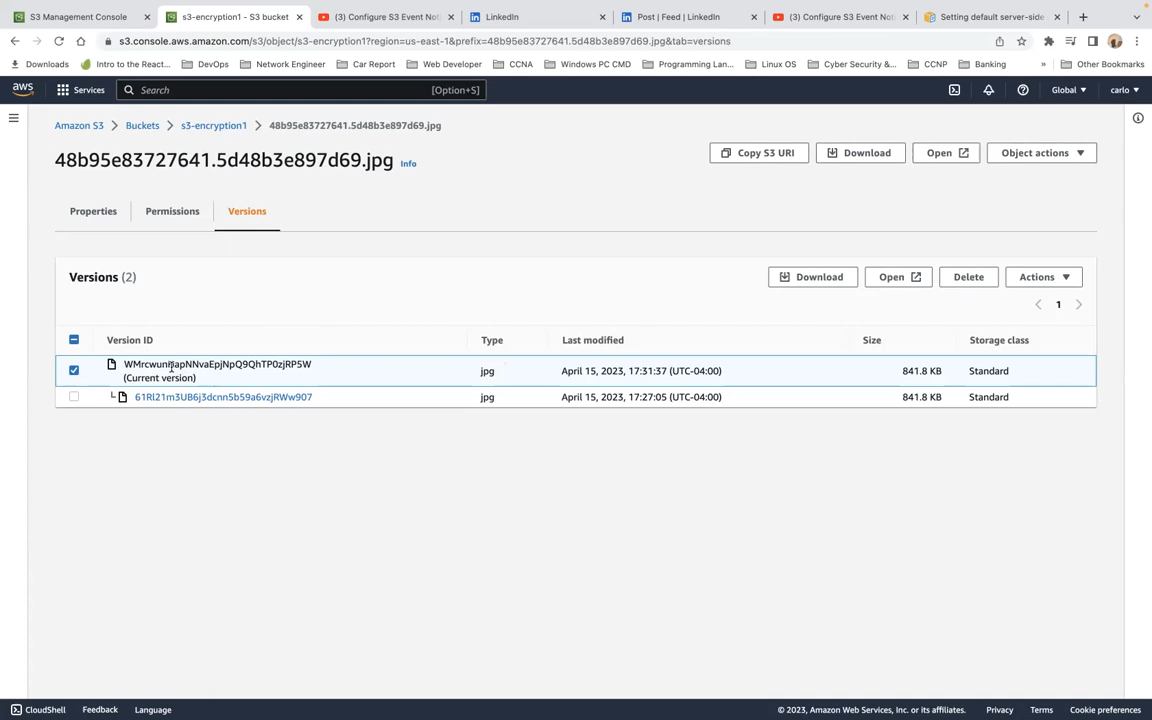 S3 Management Console
s3-encryption1 - S3 bucket
(3) Configure S3 Event Not
LinkedIn
Post | Feed | LinkedIn
(3) Configure S3 Event Not
Setting default server-side
s3.console.aws.amazon.com/s3/object/s3-encryption1?region=us-east-1&prefix=48b95e83727641.5d48b3e897d69.jpg&tab=versions
Downloads
Intro to the React...
DevOps
Network Engineer
Car Report
Web Developer
CCNA
Windows PC CMD
Programming Lan...
Linux OS
Cyber Security &...
CCNP
Banking
»
Other Bookmarks
aws
Services
Search
[Option+S]
Global
carlo
Amazon S3 > Buckets > s3-encryption1 > 48b95e83727641.5d48b3e897d69.jpg
48b95e83727641.5d48b3e897d69.jpg Info
Copy S3 URI
Download
Open
Object actions
Properties
Permissions
Versions
Versions (2)
Download
Open
Delete
Actions
1
Version ID
Type
Last modified
Size
Storage class
(Current version)
jpg
April 15, 2023, 17:31:37 (UTC-04:00)
841.8 KB
Standard
61Rl21m3UB6j3dcnn5b59a6vzjRWw907
jpg
April 15, 2023, 17:27:05 (UTC-04:00)
841.8 KB
Standard
CloudShell
Feedback
Language
© 2023, Amazon Web Services, Inc. or its affiliates.
Privacy
Terms
Cookie preferences